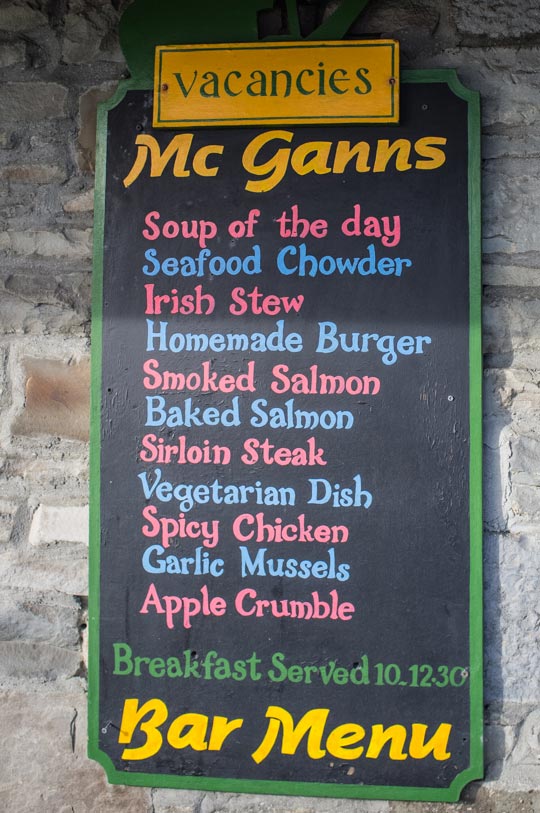 vacancies
Mc Ganns
Soup of the day
Seafood Chowder
Irish Stew
Homemade Burger
Smoked Salmon
Baked Salmon
Sirloin Steak
Vegetarian Dish
Spicy Chicken
Garlic Mussels
Apple Crumble
Breakfast Served 10-12.30
Bar Menu